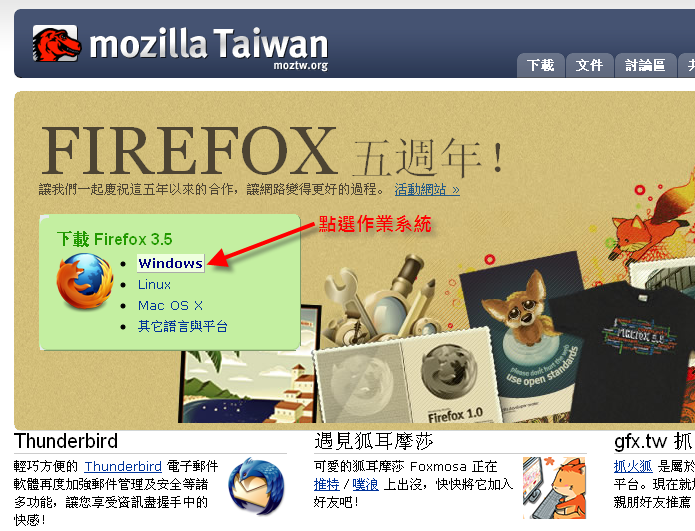 mozilla Taiwan
moztw.org
下載 文件 討論區
FIREFOX 五週年!
讓我們一起慶祝這五年以來的合作，讓網路變得更好的過程。 活動網站 »
點選作業系統
下載 Firefox 3.5
Windows
Linux
Mac OS X
其它語言與平台
Firefox 1.0
please don't hurt the web
use open standards
Thunderbird
輕巧方便的 Thunderbird 電子郵件
軟體再度加強郵件管理及安全等諸
多功能，讓您享受資訊盡握手中的
快感!
遇見狐耳摩莎
可愛的狐耳摩莎 Foxmosa 正在
推特 / 噗浪 上出沒，快快將它加入
好友吧!
gfx.tw 抓
抓火狐 是屬於
平台。現在就
親朋好友推薦